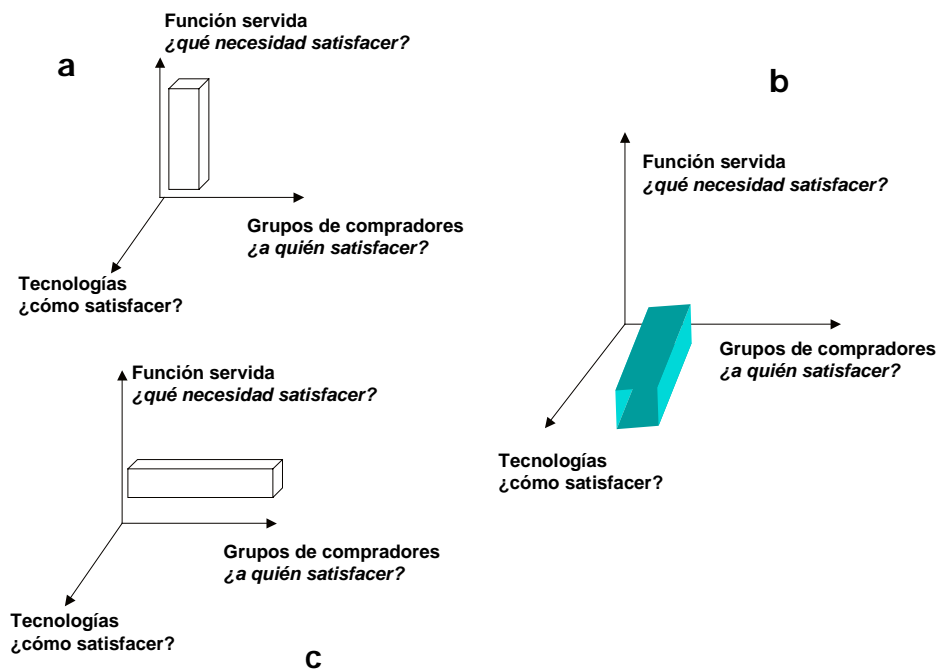 a
Función servida
¿qué necesidad satisfacer?
Grupos de compradores
¿a quién satisfacer?
Tecnologías
¿cómo satisfacer?
b
Función servida
¿qué necesidad satisfacer?
Grupos de compradores
¿a quién satisfacer?
Tecnologías
¿cómo satisfacer?
Función servida
¿qué necesidad satisfacer?
Grupos de compradores
¿a quién satisfacer?
Tecnologías
¿cómo satisfacer?
c